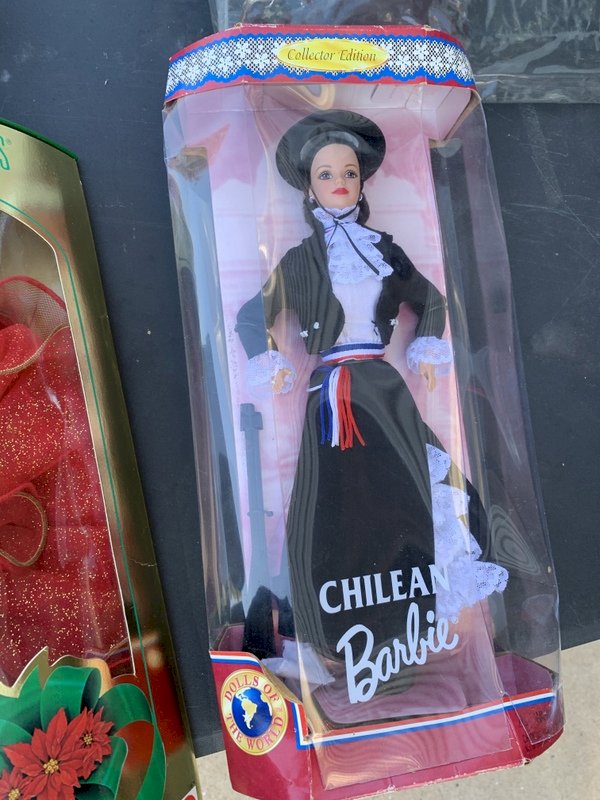 Collector Edition
CHILEAN
Barbie®
DOLLS OF
THE WORLD